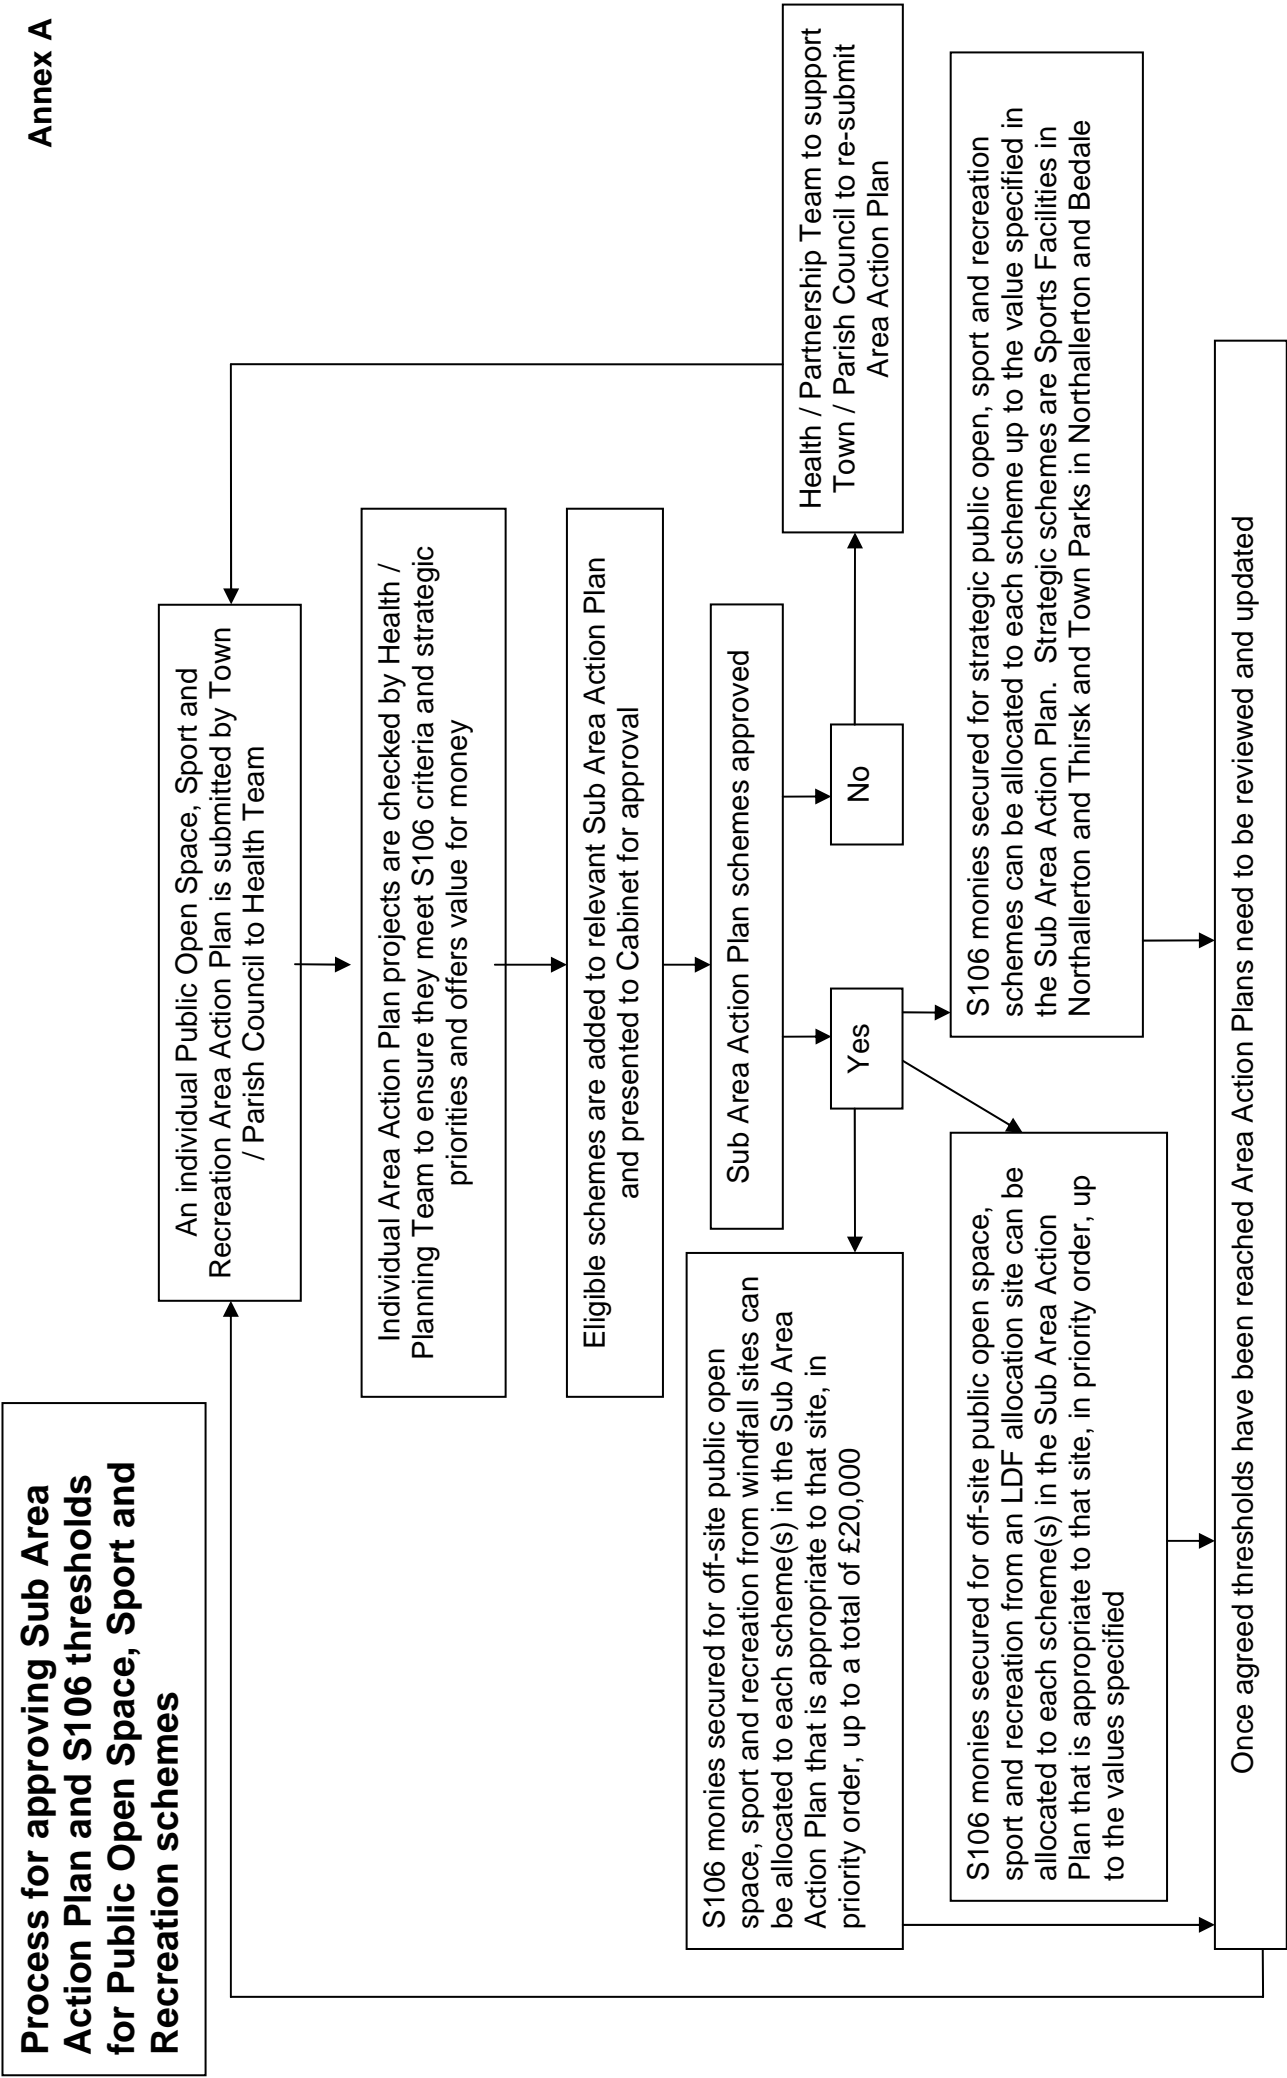 Annex A
Process for approving Sub Area
Action Plan and S106 thresholds
for Public Open Space, Sport and
Recreation schemes
An individual Public Open Space, Sport and
Recreation Area Action Plan is submitted by Town
/ Parish Council to Health Team
Individual Area Action Plan projects are checked by Health /
Planning Team to ensure they meet S106 criteria and strategic
priorities and offers value for money
Eligible schemes are added to relevant Sub Area Action Plan
and presented to Cabinet for approval
Sub Area Action Plan schemes approved
Yes
No
Health / Partnership Team to support
Town / Parish Council to re-submit
Area Action Plan
S106 monies secured for off-site public open
space, sport and recreation from windfall sites can
be allocated to each scheme(s) in the Sub Area
Action Plan that is appropriate to that site, in
priority order, up to a total of £20,000
S106 monies secured for off-site public open space,
sport and recreation from an LDF allocation site can be
allocated to each scheme(s) in the Sub Area Action
Plan that is appropriate to that site, in priority order, up
to the values specified
S106 monies secured for strategic public open, sport and recreation
schemes can be allocated to each scheme up to the value specified in
the Sub Area Action Plan.  Strategic schemes are Sports Facilities in
Northallerton and Thirsk and Town Parks in Northallerton and Bedale
Once agreed thresholds have been reached Area Action Plans need to be reviewed and updated